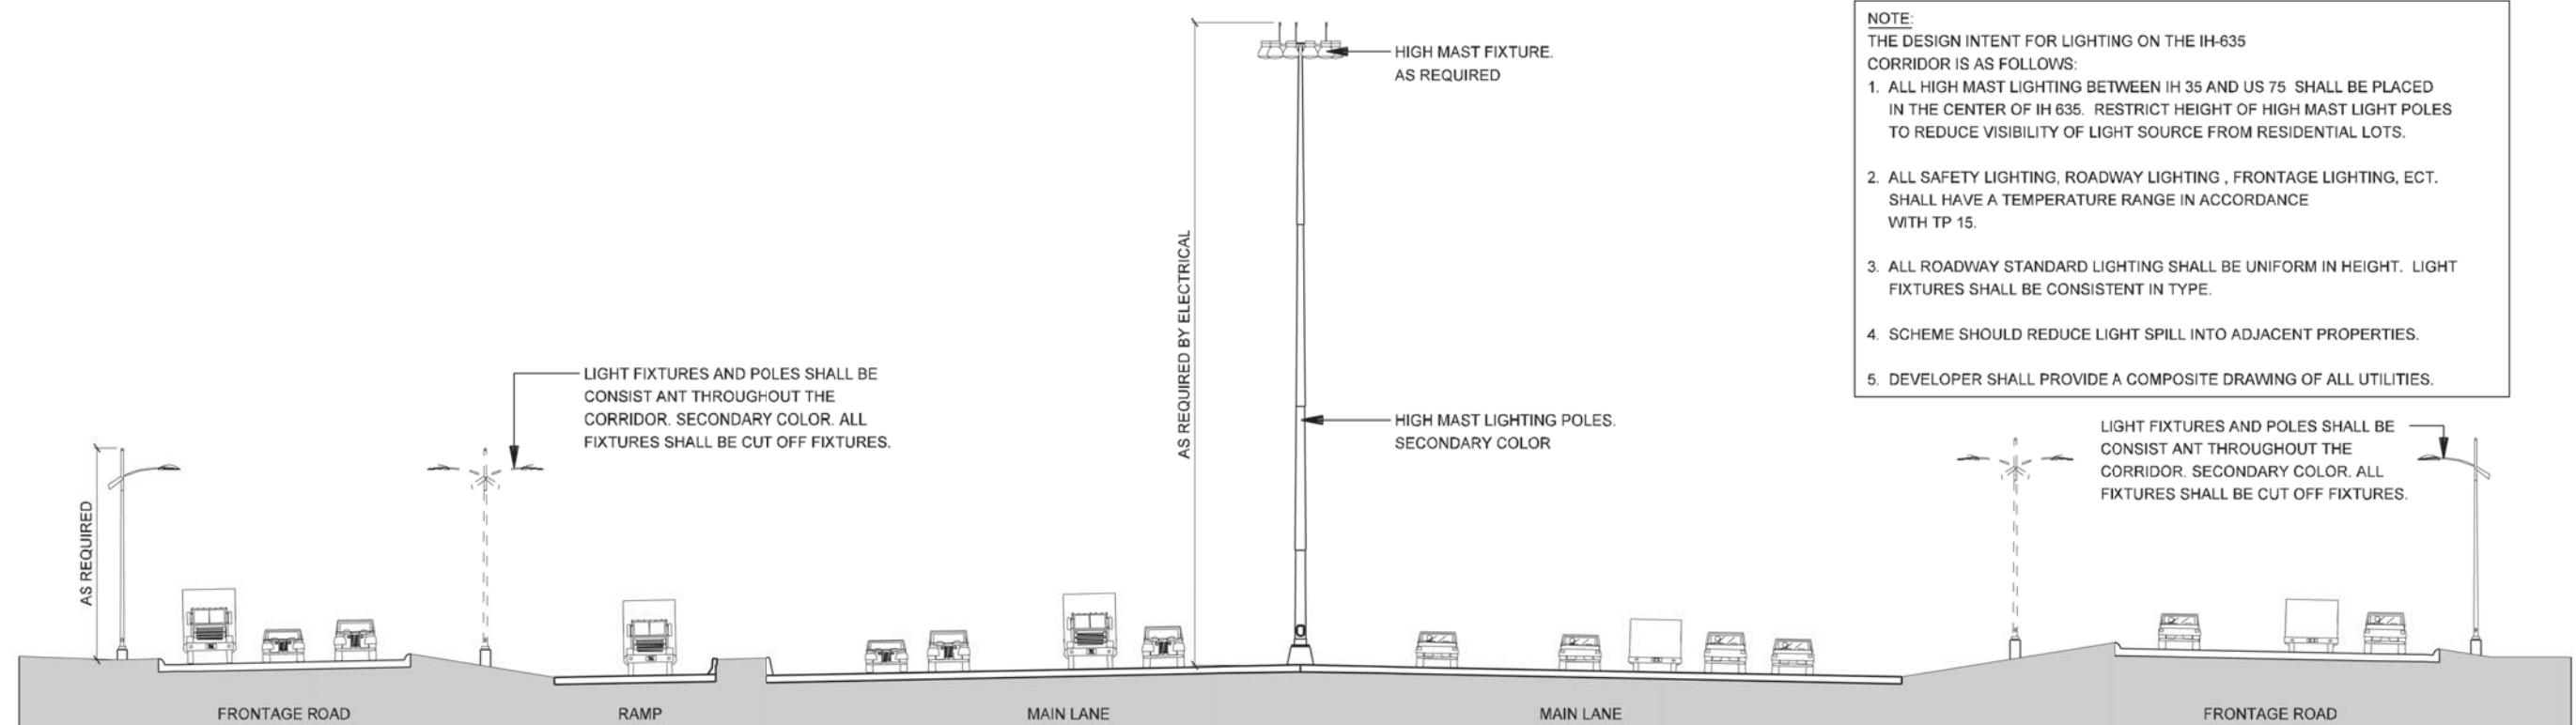 HIGH MAST FIXTURE.
AS REQUIRED
NOTE:
THE DESIGN INTENT FOR LIGHTING ON THE IH-635
CORRIDOR IS AS FOLLOWS:
1. ALL HIGH MAST LIGHTING BETWEEN IH 35 AND US 75 SHALL BE PLACED
IN THE CENTER OF IH 635. RESTRICT HEIGHT OF HIGH MAST LIGHT POLES
TO REDUCE VISIBILITY OF LIGHT SOURCE FROM RESIDENTIAL LOTS.
2. ALL SAFETY LIGHTING, ROADWAY LIGHTING , FRONTAGE LIGHTING, ECT.
SHALL HAVE A TEMPERATURE RANGE IN ACCORDANCE
WITH TP 15.
3. ALL ROADWAY STANDARD LIGHTING SHALL BE UNIFORM IN HEIGHT. LIGHT
FIXTURES SHALL BE CONSISTENT IN TYPE.
4. SCHEME SHOULD REDUCE LIGHT SPILL INTO ADJACENT PROPERTIES.
5. DEVELOPER SHALL PROVIDE A COMPOSITE DRAWING OF ALL UTILITIES.
AS REQUIRED BY ELECTRICAL
LIGHT FIXTURES AND POLES SHALL BE
CONSIST ANT THROUGHOUT THE
CORRIDOR. SECONDARY COLOR. ALL
FIXTURES SHALL BE CUT OFF FIXTURES.
HIGH MAST LIGHTING POLES.
SECONDARY COLOR
LIGHT FIXTURES AND POLES SHALL BE
CONSIST ANT THROUGHOUT THE
CORRIDOR. SECONDARY COLOR. ALL
FIXTURES SHALL BE CUT OFF FIXTURES.
AS REQUIRED
FRONTAGE ROAD
RAMP
MAIN LANE
MAIN LANE
FRONTAGE ROAD